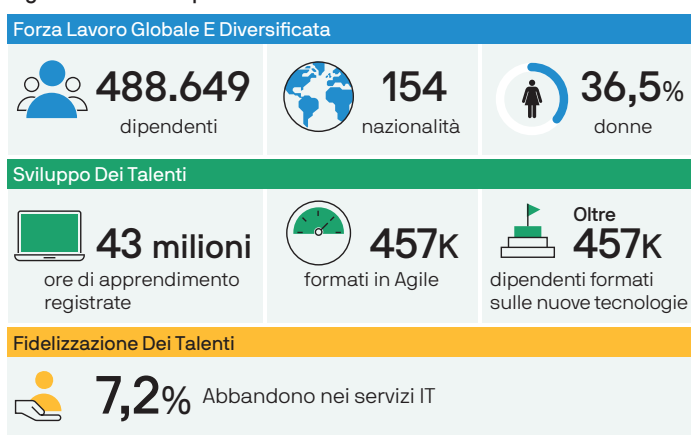 Forza Lavoro Globale E Diversificata
488.649
dipendenti
154
nazionalità
36,5%
donne
Sviluppo Dei Talenti
43 milioni
ore di apprendimento
registrate
457K
formati in Agile
Oltre
457K
dipendenti formati
sulle nuove tecnologie
Fidelizzazione Dei Talenti
7,2% Abbandono nei servizi IT